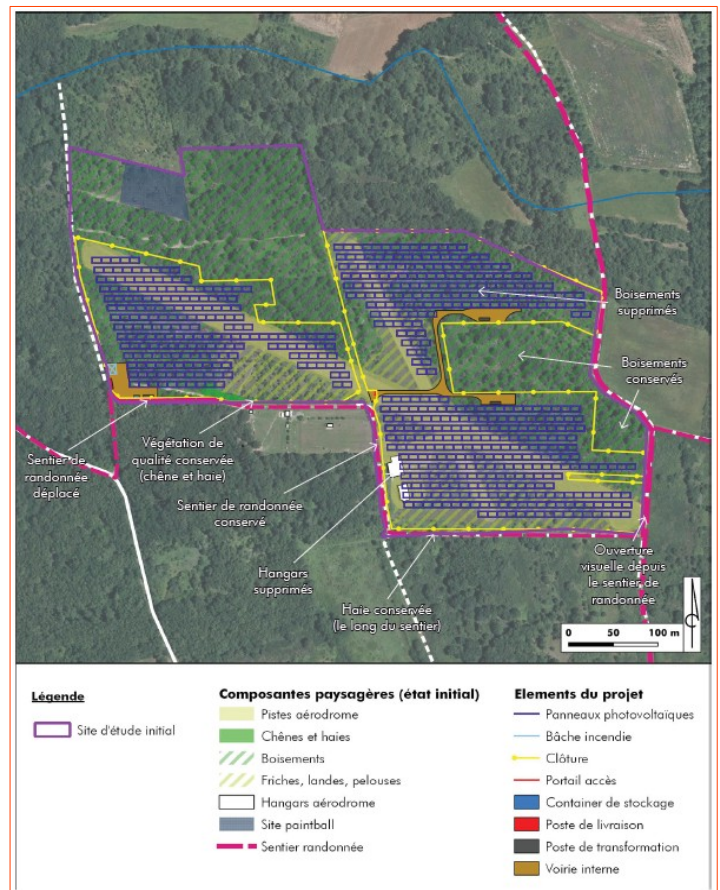 Boisements
supprimés
Boisements
conservés
Sentier de
randonnée
déplacé
Végétation de
qualité conservée
(chêne et haie)
Sentier de randonnée
conservé
Hangars
supprimés
Haie conservée
(le long du sentier)
Ouverture
visuelle depuis
le sentier de
randonnée
0 50 100 m
Légende
Site d'étude initial
Composantes paysagères (état initial)
Pistes aérodrome
Chênes et haies
Boisements
Friches, landes, pelouses
Hangars aérodrome
Site paintball
Sentier randonnée
Elements du projet
Panneaux photovoltaïques
Bâche incendie
Clôture
Portail accès
Container de stockage
Poste de livraison
Poste de transformation
Voirie interne